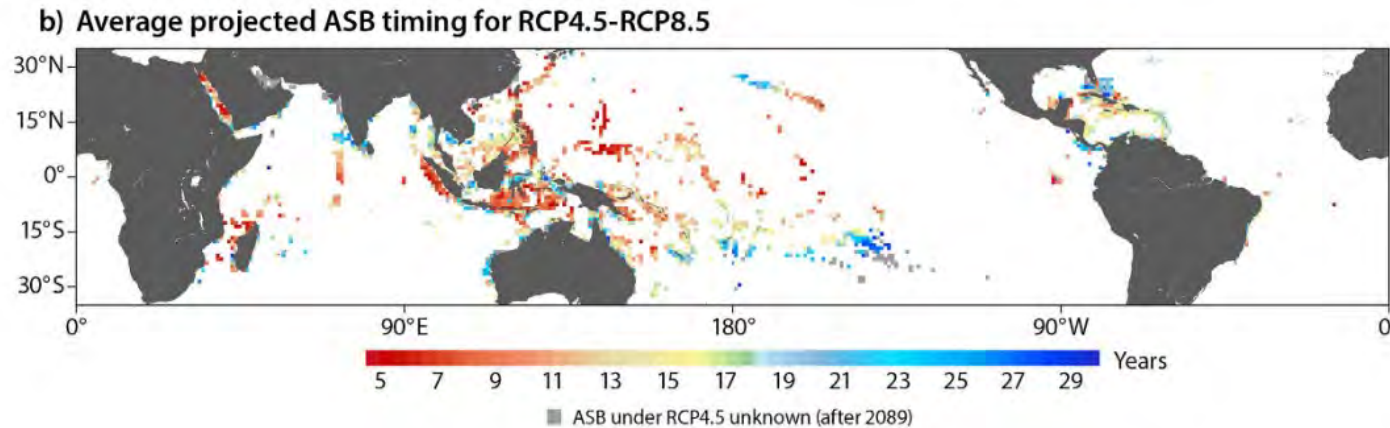 b) Average projected ASB timing for RCP4.5-RCP8.5
30°N
15°N
0°
15°S
30°S
0° 90°E 180° 90°W 0
5 7 9 11 13 15 17 19 21 23 25 27 29 Years
ASB under RCP4.5 unknown (after 2089)